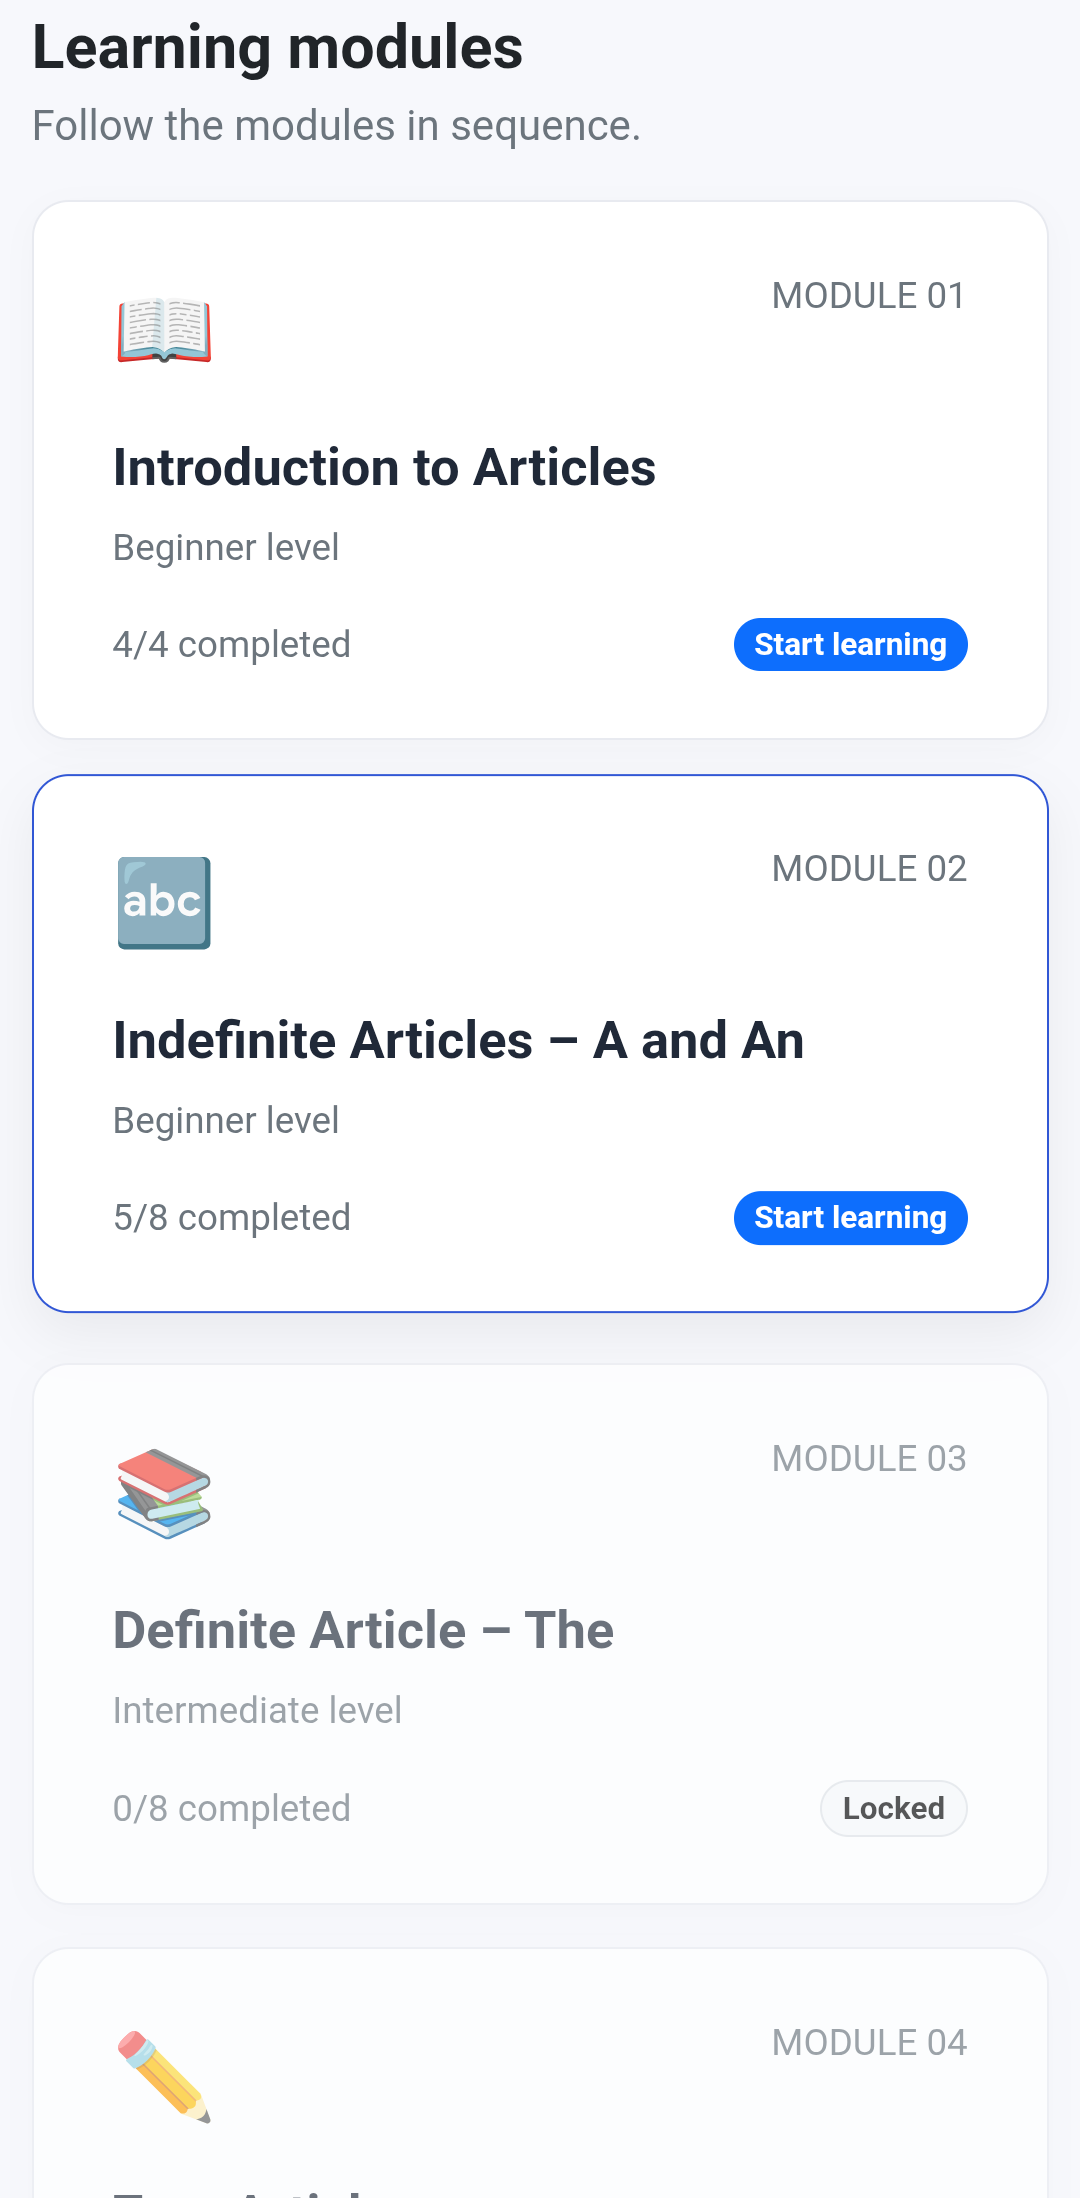 Learning modules
Follow the modules in sequence.
MODULE 01
Introduction to Articles
Beginner level
4/4 completed
Start learning
abc
MODULE 02
Indefinite Articles – A and An
Beginner level
5/8 completed
Start learning
MODULE 03
Definite Article – The
Intermediate level
0/8 completed
Locked
MODULE 04